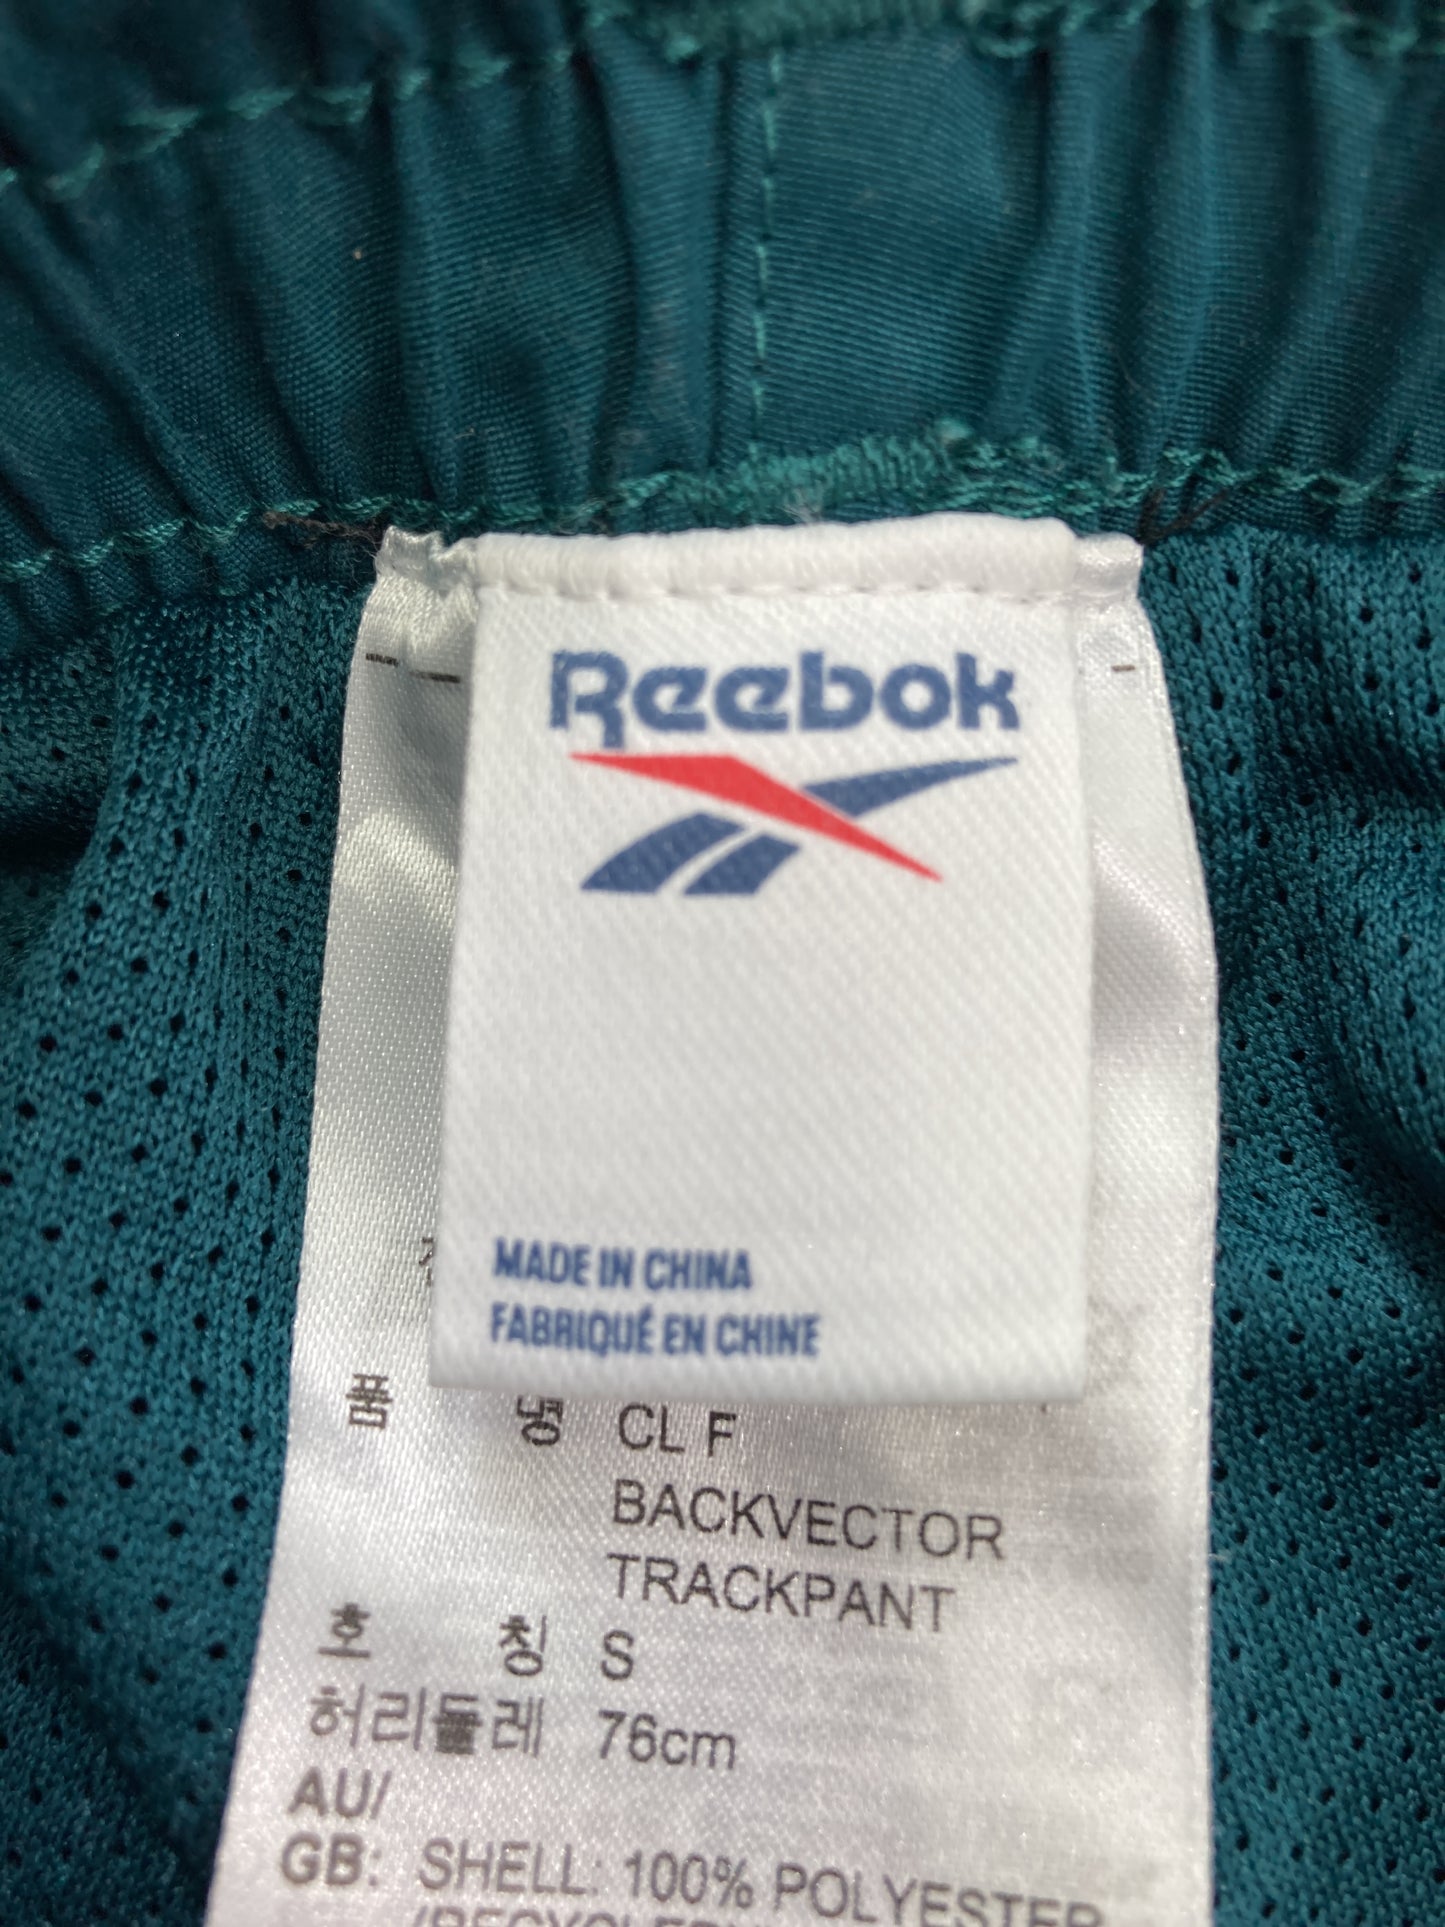 Reebok
MADE IN CHINA
FABRIQUÉ EN CHINE
품 명 CL F
BACKVECTOR
TRACKPANT
호 칭 S
허리둘레 76cm
AU/
GB: SHELL: 100% POLYESTER